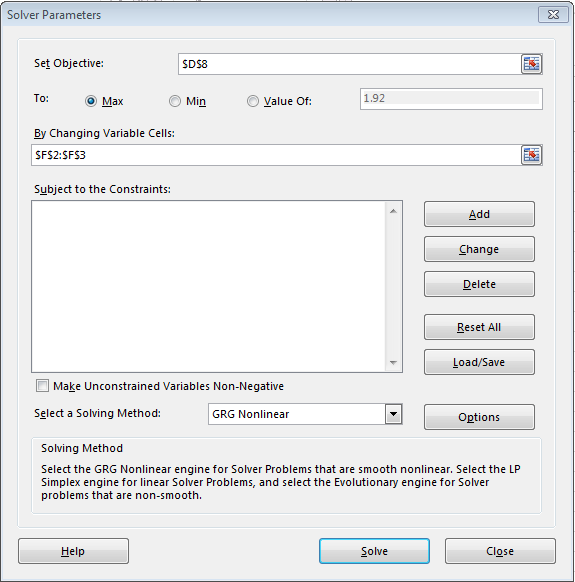 Solver Parameters
Set Objective: $D$8
To: Max Min Value Of: 1.92
By Changing Variable Cells:
$F$2:$F$3
Subject to the Constraints:
Add
Change
Delete
Reset All
Load/Save
Make Unconstrained Variables Non-Negative
Select a Solving Method: GRG Nonlinear Options
Solving Method
Select the GRG Nonlinear engine for Solver Problems that are smooth nonlinear. Select the LP
Simplex engine for linear Solver Problems, and select the Evolutionary engine for Solver
problems that are non-smooth.
Help Solve Close